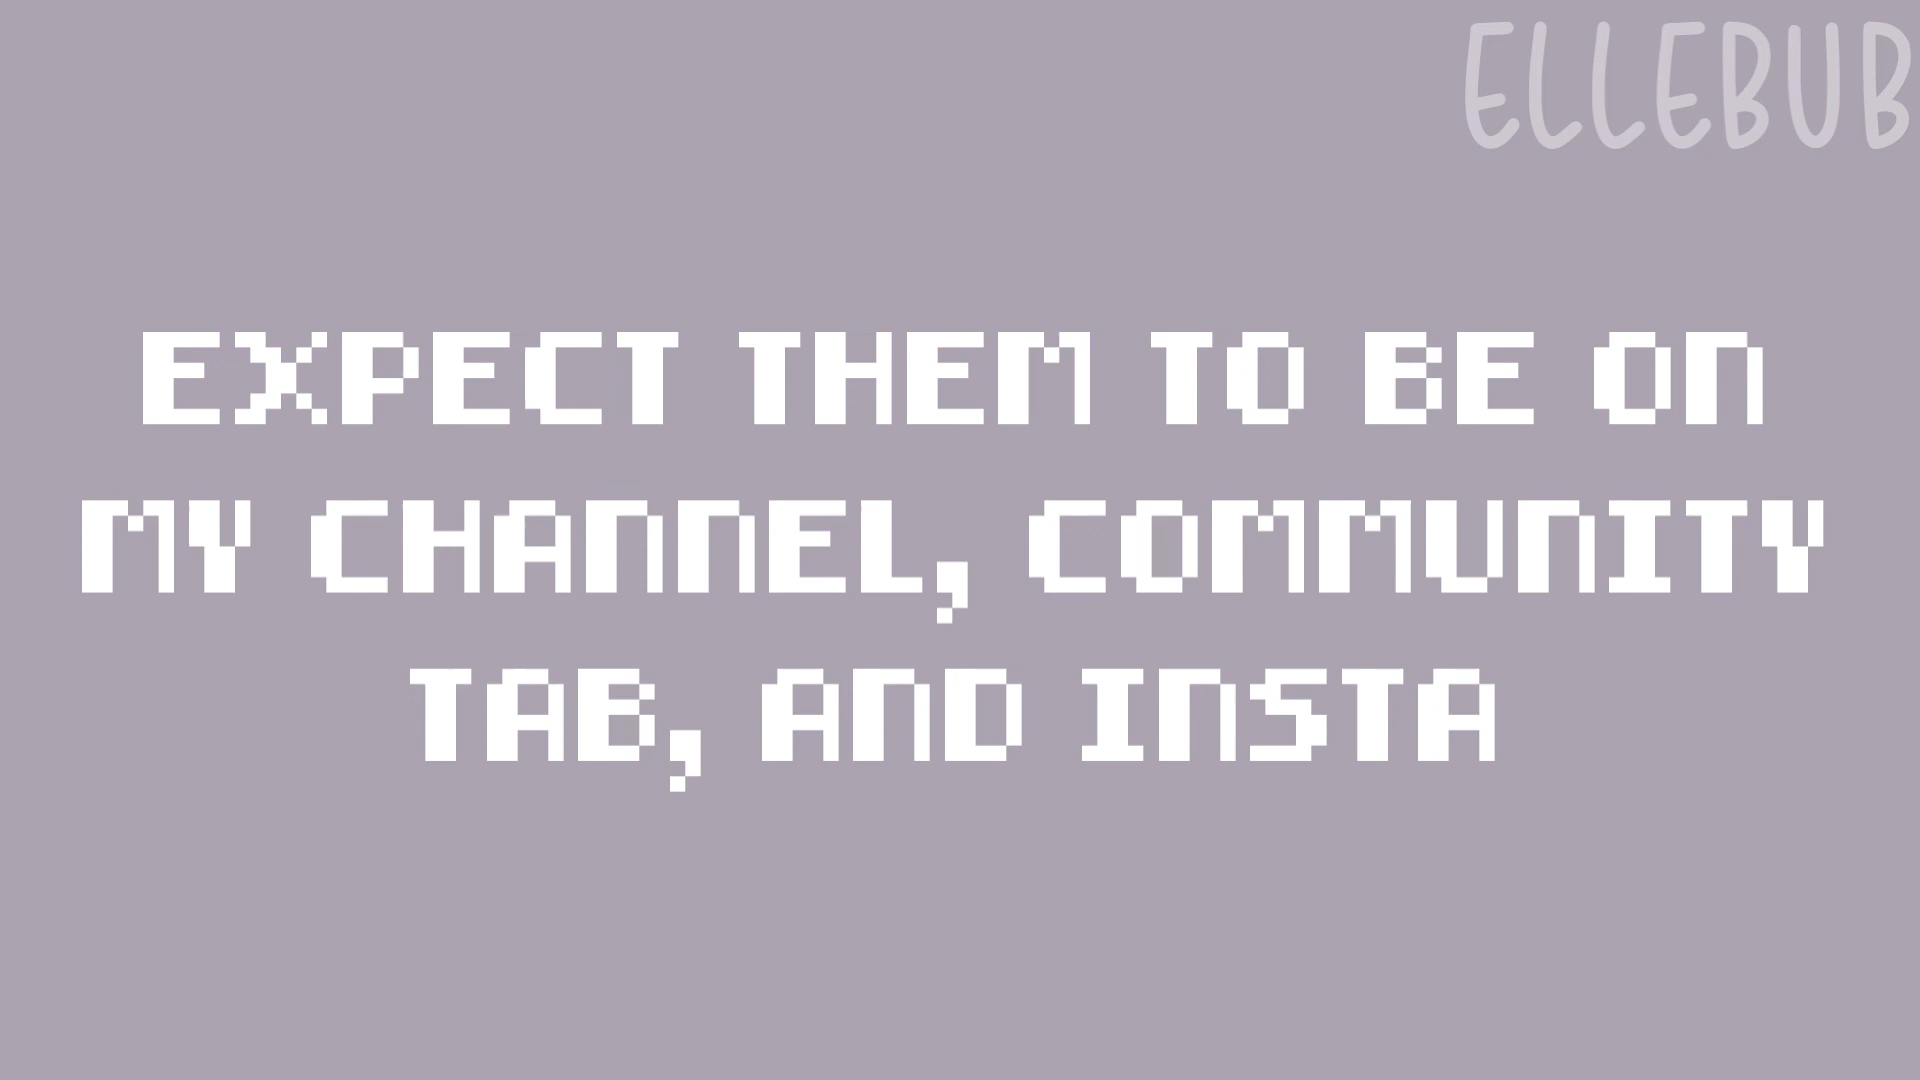 ELLEBUB
EXPECT THEM TO BE ON
MY CHANNEL, COMMUNITY
TAB, AND INSTA